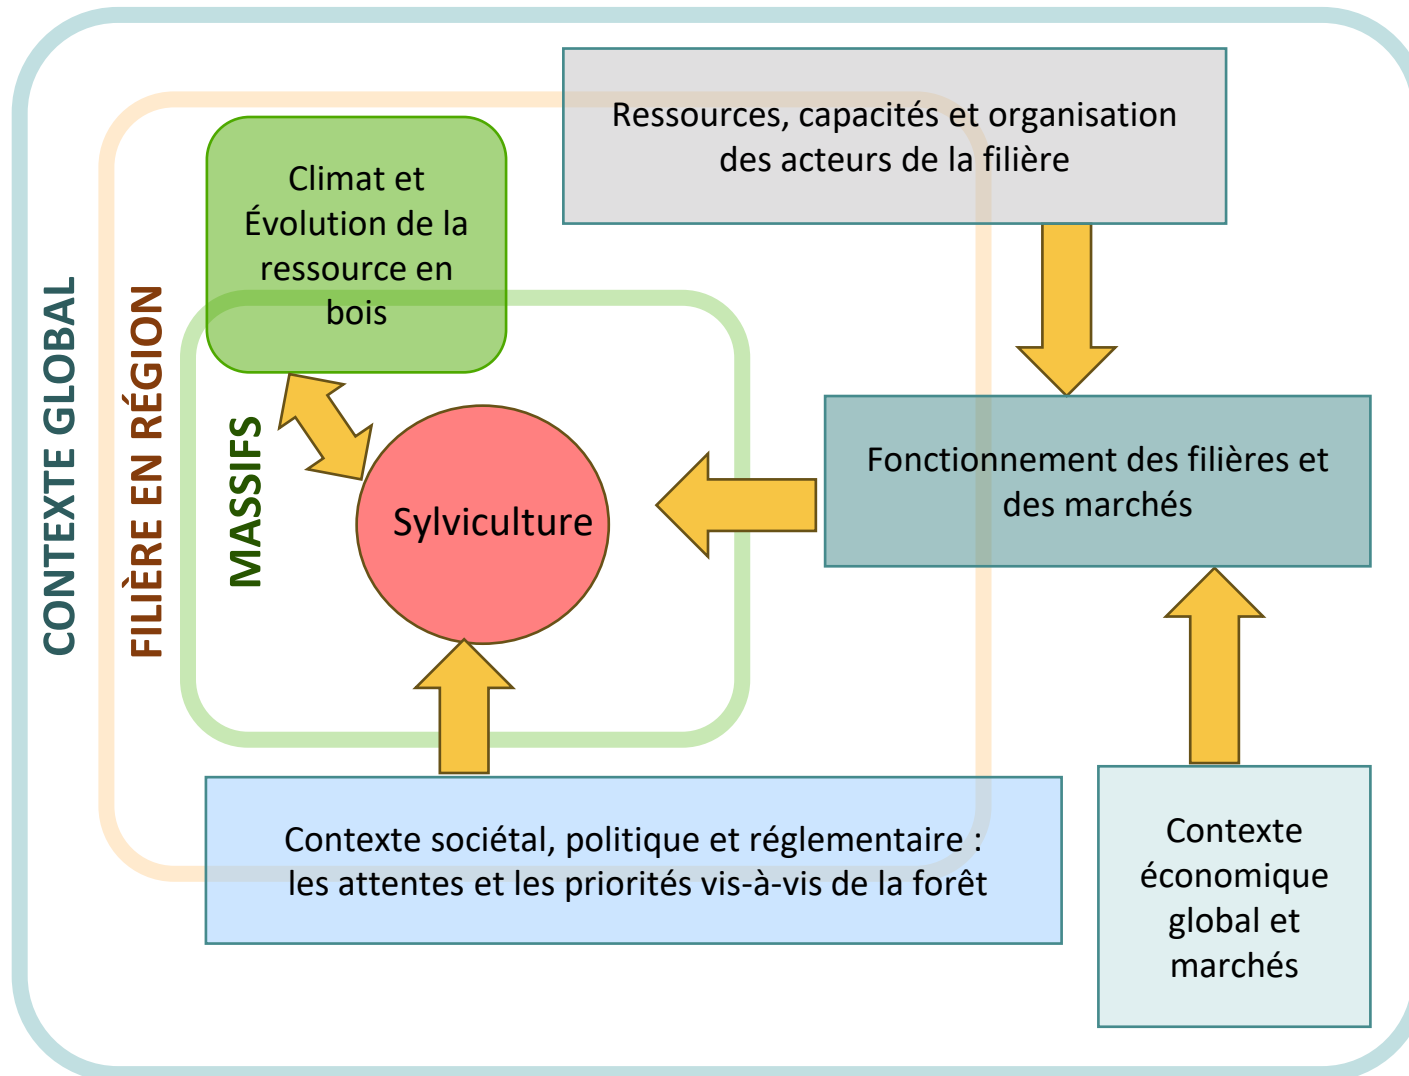 CONTEXTE GLOBAL
FILIÈRE EN RÉGION
MASSIFS
Ressources, capacités et organisation
des acteurs de la filière
Climat et
Évolution de la
ressource en
bois
Fonctionnement des filières et
des marchés
Sylviculture
Contexte sociétal, politique et réglementaire :
les attentes et les priorités vis-à-vis de la forêt
Contexte
économique
global et
marchés